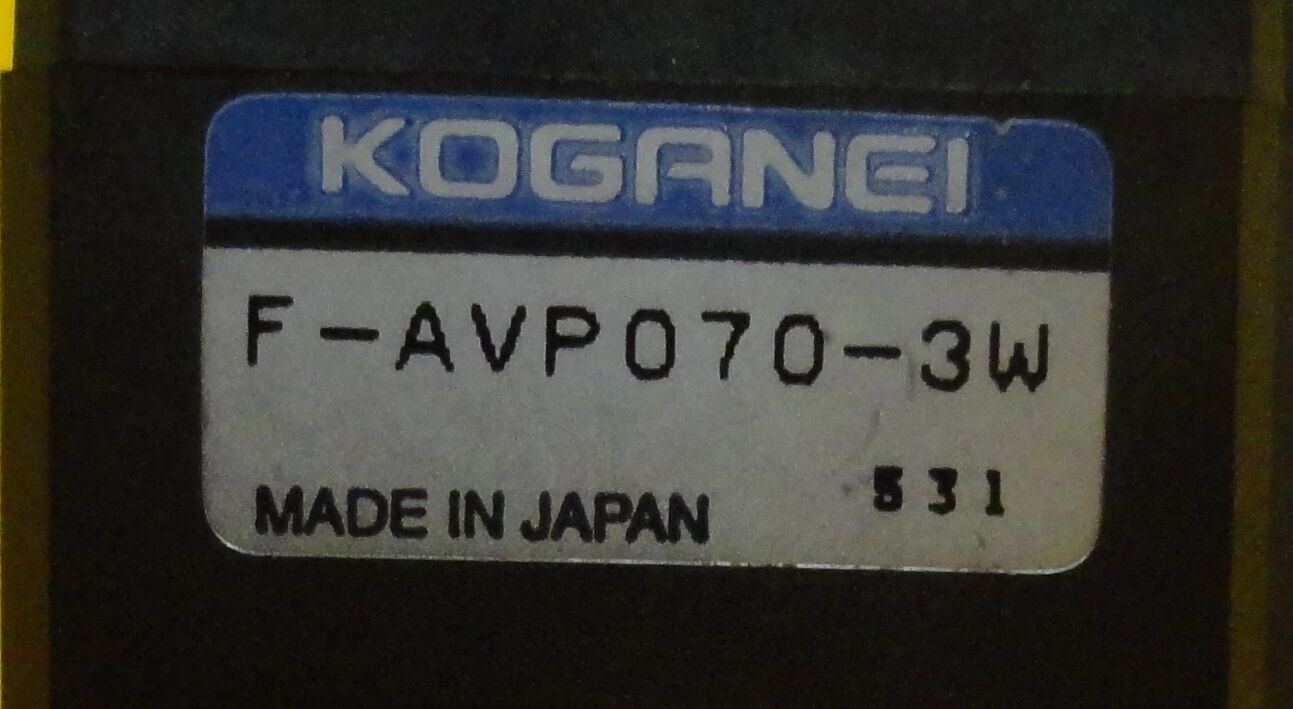 KOGANEI
F-AVP070-3W
MADE IN JAPAN 531